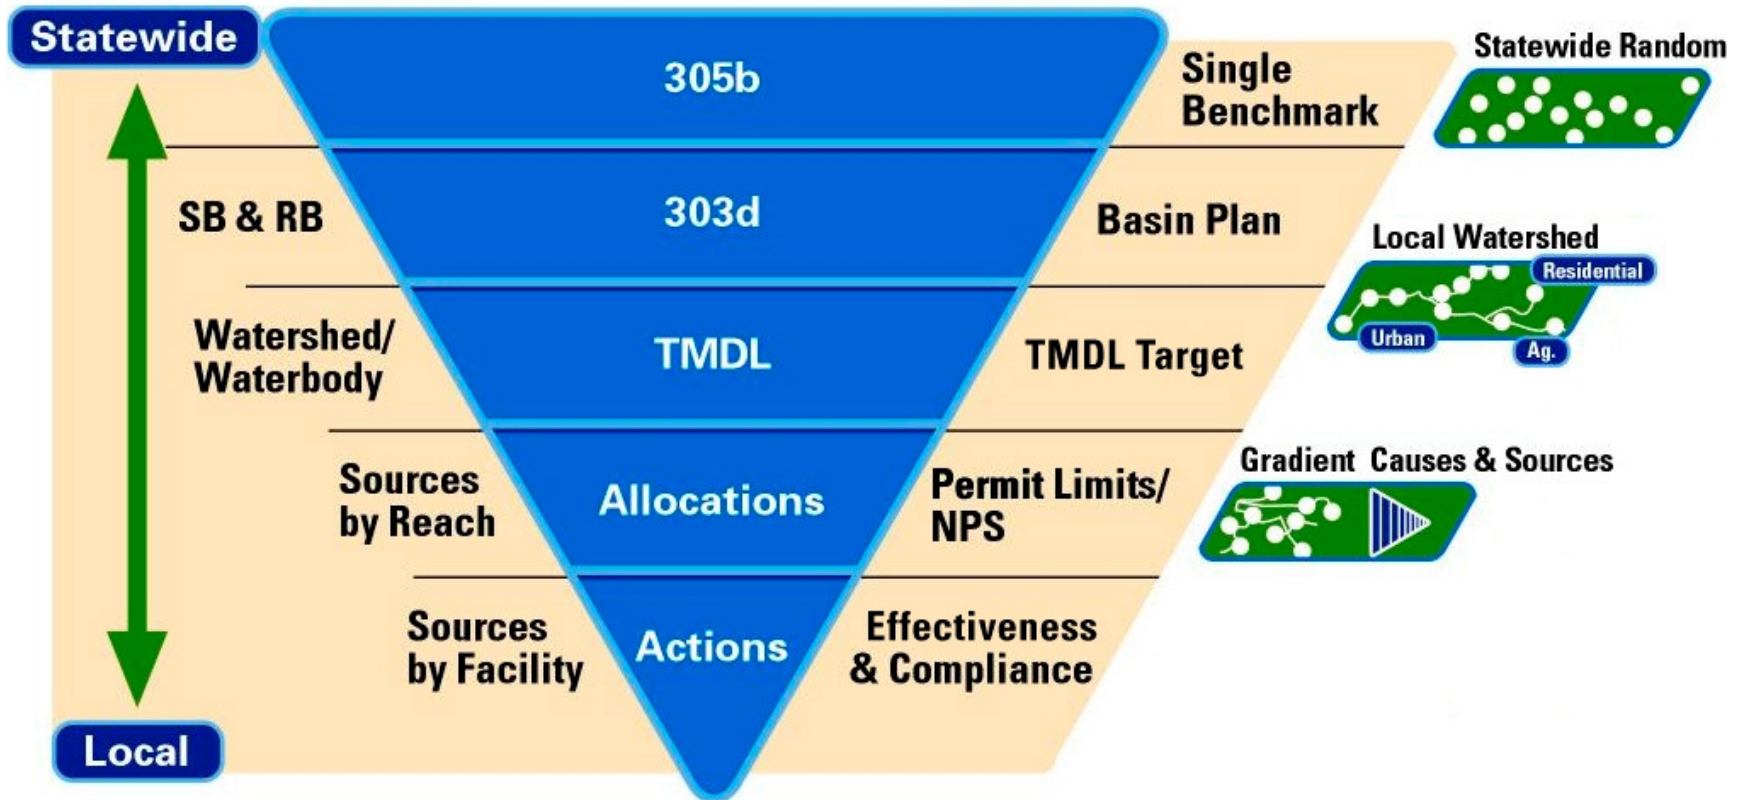 Statewide
305b
Single
Benchmark
Statewide Random
SB & RB
303d
Basin Plan
Local Watershed
Residential
Urban
Ag.
Watershed/
Waterbody
TMDL
TMDL Target
Sources
by Reach
Allocations
Permit Limits/
NPS
Gradient Causes & Sources
Sources
by Facility
Actions
Effectiveness
& Compliance
Local